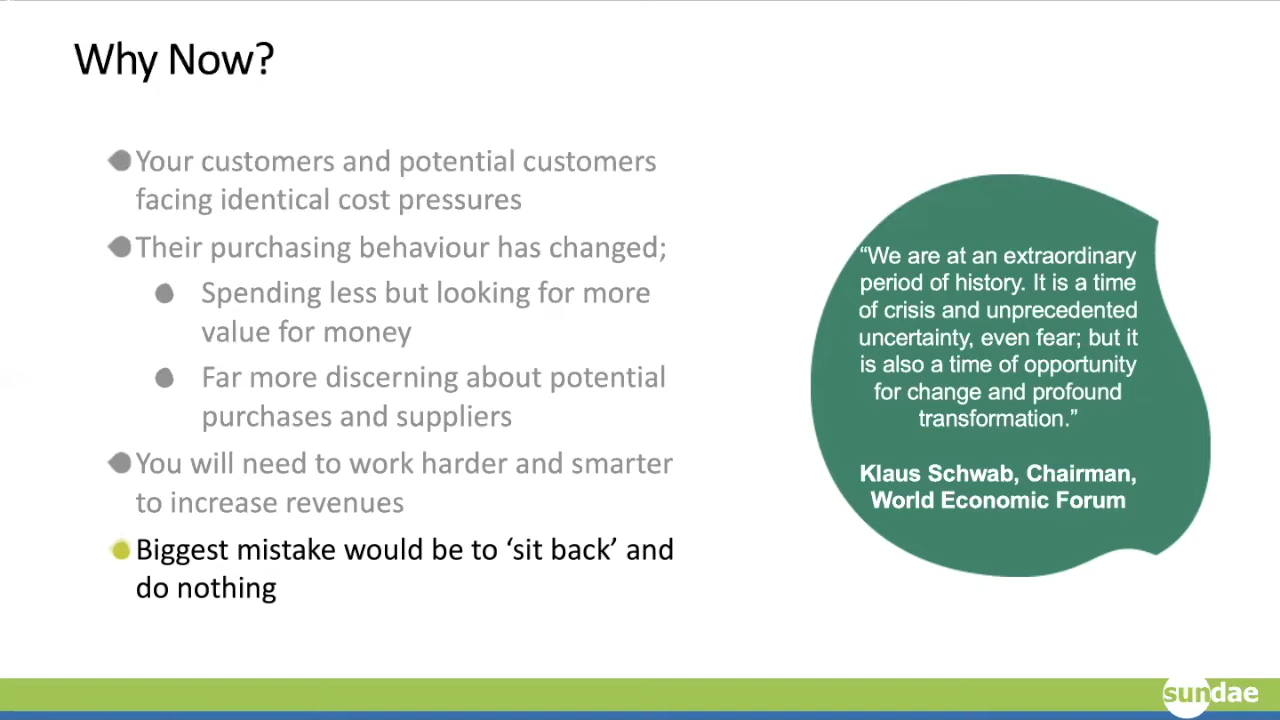 Why Now?
Your customers and potential customers
facing identical cost pressures
Their purchasing behaviour has changed;
Spending less but looking for more
value for money
Far more discerning about potential
purchases and suppliers
You will need to work harder and smarter
to increase revenues
Biggest mistake would be to ‘sit back’ and
do nothing
“We are at an extraordinary
period of history. It is a time
of crisis and unprecedented
uncertainty, even fear; but it
is also a time of opportunity
for change and profound
transformation.”
Klaus Schwab, Chairman,
World Economic Forum
sundae